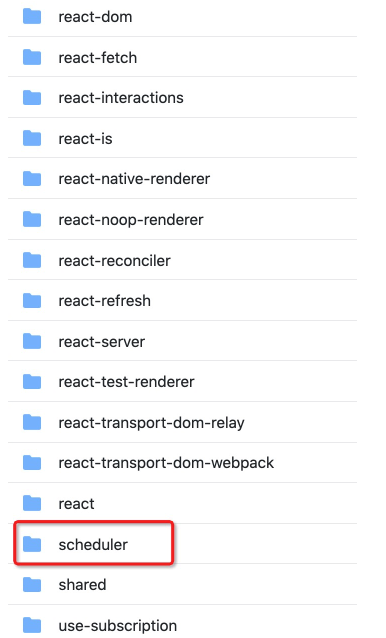 react-dom
react-fetch
react-interactions
react-is
react-native-renderer
react-noop-renderer
react-reconciler
react-refresh
react-server
react-test-renderer
react-transport-dom-relay
react-transport-dom-webpack
react
scheduler
shared
use-subscription